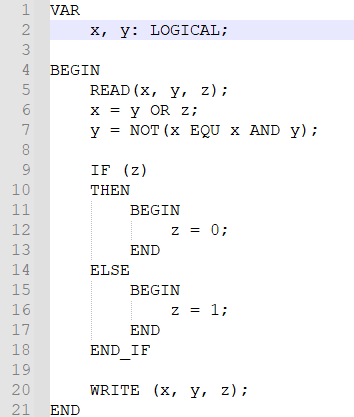 1 VAR
2     x, y: LOGICAL;
3
4 BEGIN
5     READ(x, y, z);
6     x = y OR z;
7     y = NOT(x EQU x AND y);
8
9     IF (z)
10     THEN
11         BEGIN
12             z = 0;
13         END
14     ELSE
15         BEGIN
16             z = 1;
17         END
18     END_IF
19
20     WRITE (x, y, z);
21 END